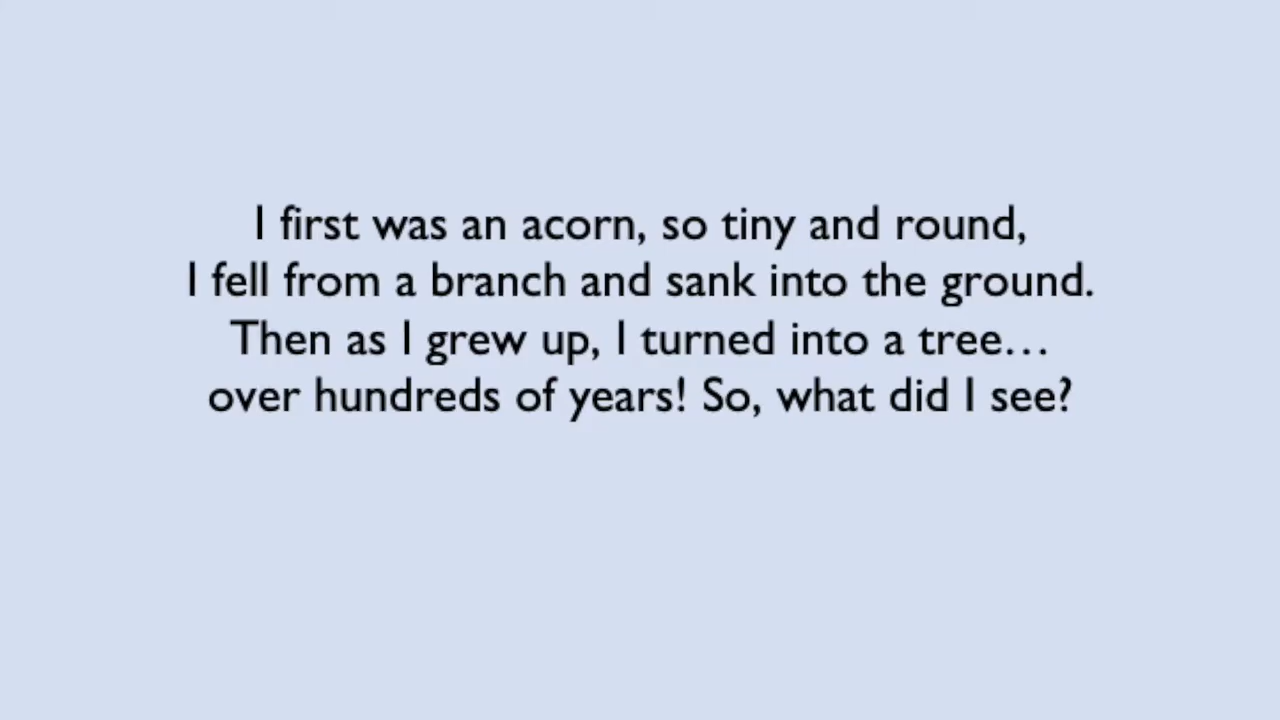 I first was an acorn, so tiny and round,
I fell from a branch and sank into the ground.
Then as I grew up, I turned into a tree…
over hundreds of years! So, what did I see?